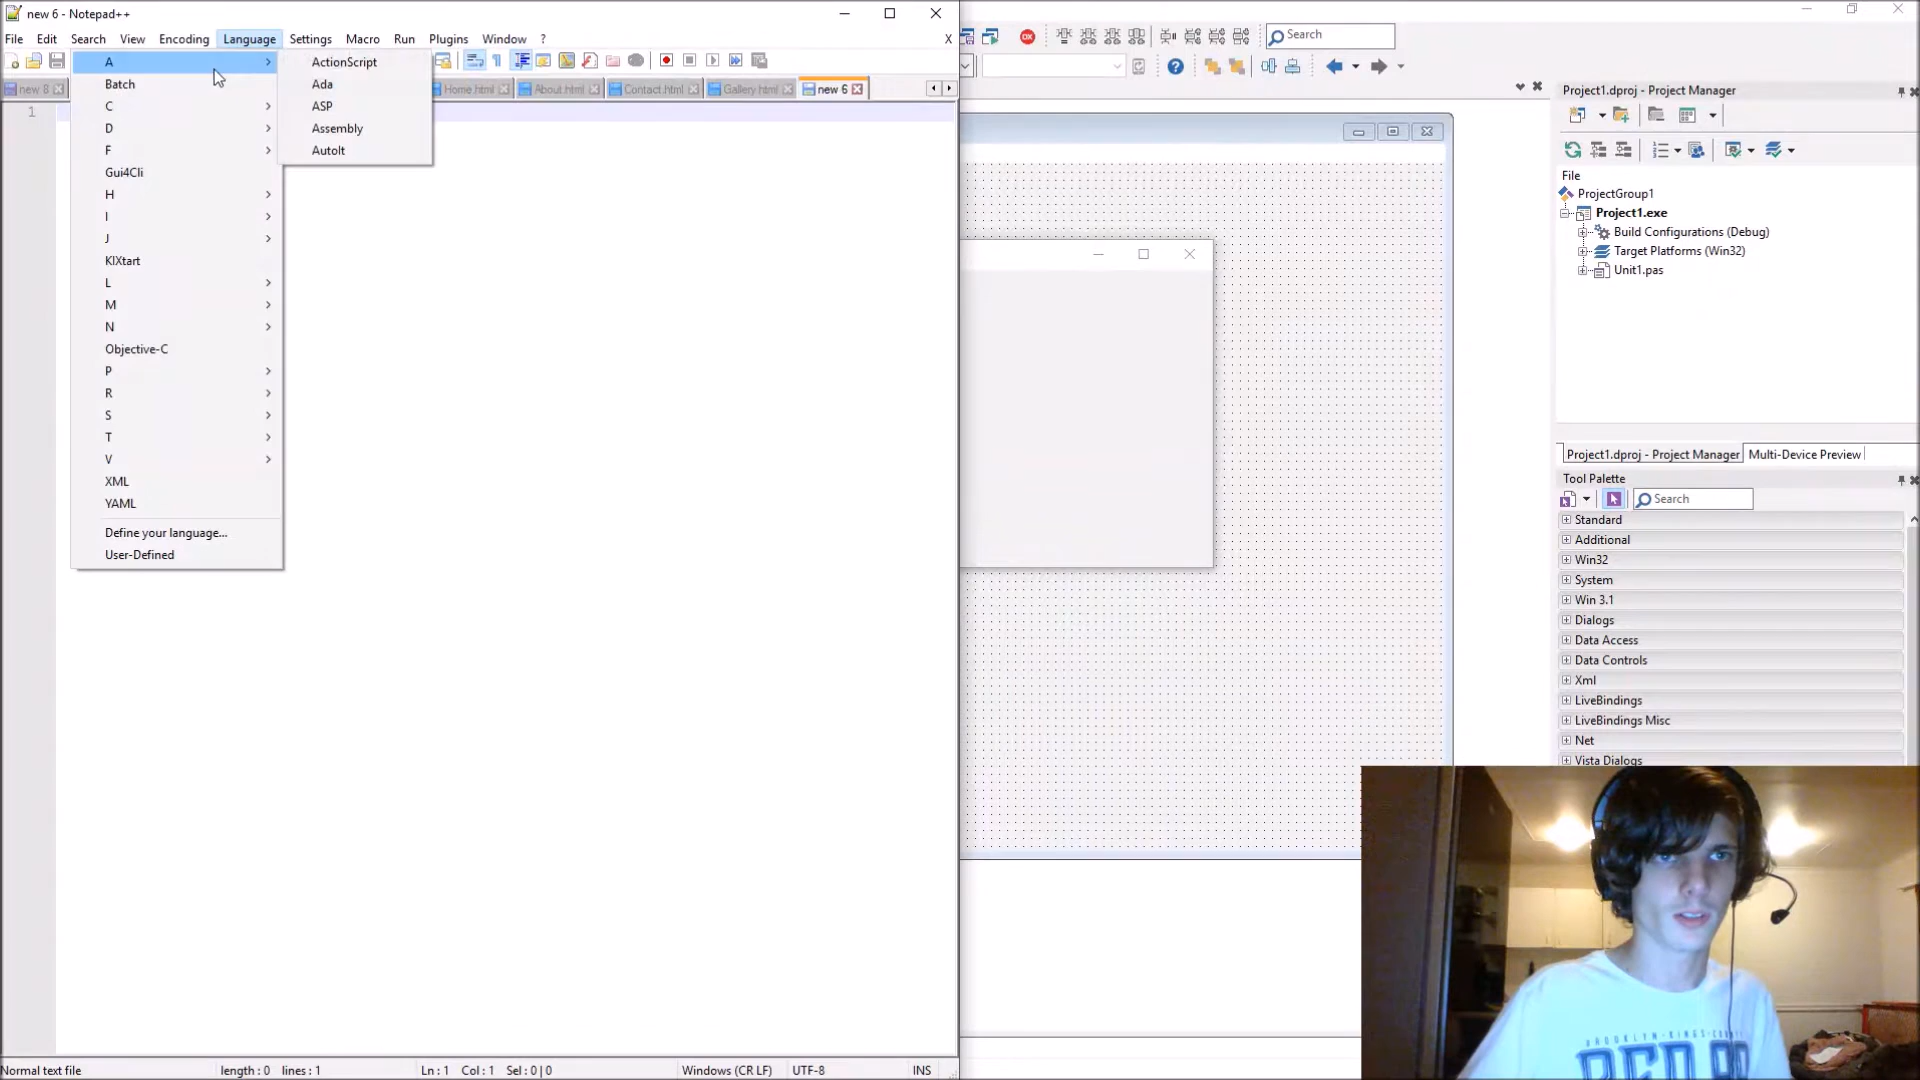 new 6 - Notepad++
File Edit Search View Encoding Language Settings Macro Run Plugins Window ? X
new 8 Home.html About.html Contact.html Gallery.html new 6
1
A
Batch
C
D
F
Gui4Cli
H
I
J
KIXtart
L
M
N
Objective-C
P
R
S
T
V
XML
YAML
Define your language...
User-Defined
ActionScript
Ada
ASP
Assembly
AutoIt
Normal text file length : 0 lines : 1 Ln : 1 Col : 1 Sel : 0 | 0 Windows (CR LF) UTF-8 INS
Search
Project1.dproj - Project Manager
File
ProjectGroup1
Project1.exe
Build Configurations (Debug)
Target Platforms (Win32)
Unit1.pas
Project1.dproj - Project Manager Multi-Device Preview
Tool Palette
Search
Standard
Additional
Win32
System
Win 3.1
Dialogs
Data Access
Data Controls
Xml
LiveBindings
LiveBindings Misc
Net
Vista Dialogs
BROOKLYN-KINGS-COUNTY